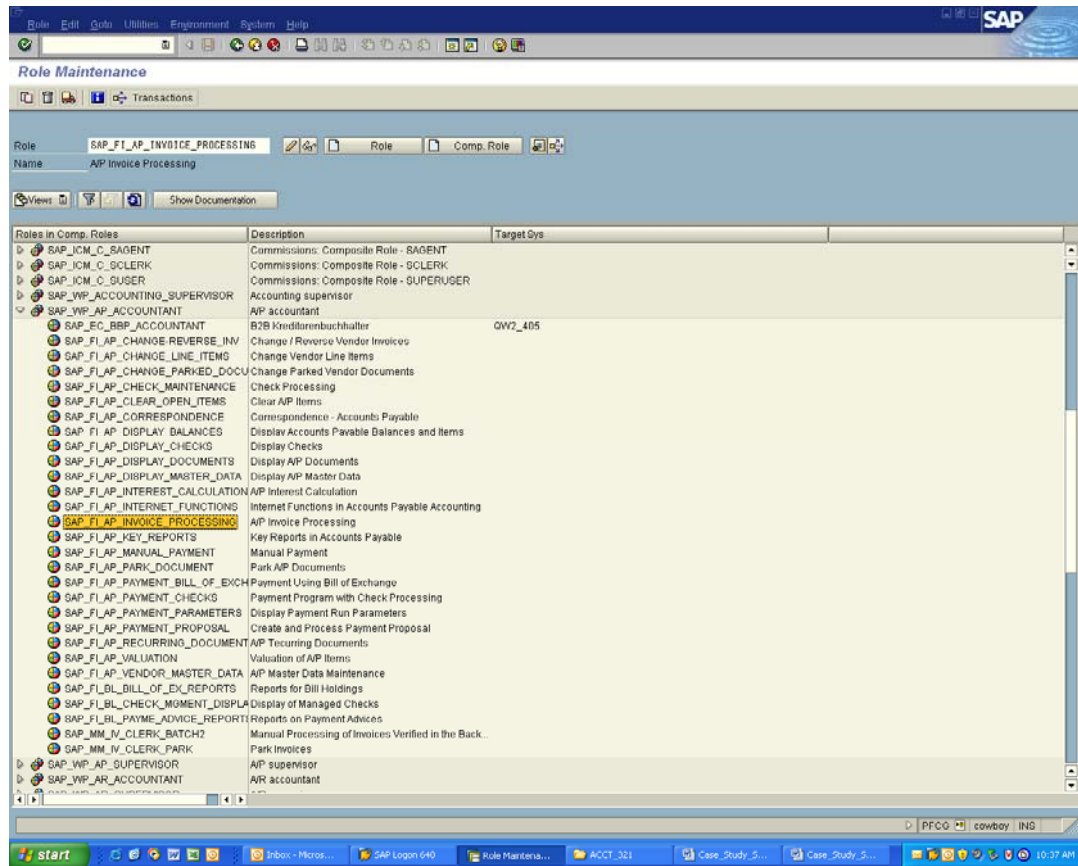 Role Edit Goto Utilities Environment System Help
SAP
Role Maintenance
Transactions
Role SAP_FI_AP_INVOICE_PROCESSING Role Comp. Role
Name A/P Invoice Processing
Views Show Documentation
Roles in Comp. Roles Description Target Sys
SAP_ICM_C_SAGENT Commissions: Composite Role - SAGENT
SAP_ICM_C_SCLERK Commissions: Composite Role - SCLERK
SAP_ICM_C_SUSER Commissions: Composite Role - SUPERUSER
SAP_WP_ACCOUNTING_SUPERVISOR Accounting supervisor
SAP_WP_AP_ACCOUNTANT A/P accountant
SAP_EC_BBP_ACCOUNTANT B2B Kreditorenbuchhalter QW2_405
SAP_FI_AP_CHANGE-REVERSE_INV Change / Reverse Vendor Invoices
SAP_FI_AP_CHANGE_LINE_ITEMS Change Vendor Line Items
SAP_FI_AP_CHANGE_PARKED_DOCU Change Parked Vendor Documents
SAP_FI_AP_CHECK_MAINTENANCE Check Processing
SAP_FI_AP_CLEAR_OPEN_ITEMS Clear A/P Items
SAP_FI_AP_CORRESPONDENCE Correspondence - Accounts Payable
SAP_FI_AP_DISPLAY_BALANCES Display Accounts Payable Balances and Items
SAP_FI_AP_DISPLAY_CHECKS Display Checks
SAP_FI_AP_DISPLAY_DOCUMENTS Display A/P Documents
SAP_FI_AP_DISPLAY_MASTER_DATA Display A/P Master Data
SAP_FI_AP_INTEREST_CALCULATION A/P Interest Calculation
SAP_FI_AP_INTERNET_FUNCTIONS Internet Functions in Accounts Payable Accounting
SAP_FI_AP_INVOICE_PROCESSING A/P Invoice Processing
SAP_FI_AP_KEY_REPORTS Key Reports in Accounts Payable
SAP_FI_AP_MANUAL_PAYMENT Manual Payment
SAP_FI_AP_PARK_DOCUMENT Park A/P Documents
SAP_FI_AP_PAYMENT_BILL_OF_EXCH Payment Using Bill of Exchange
SAP_FI_AP_PAYMENT_CHECKS Payment Program with Check Processing
SAP_FI_AP_PAYMENT_PARAMETERS Display Payment Run Parameters
SAP_FI_AP_PAYMENT_PROPOSAL Create and Process Payment Proposal
SAP_FI_AP_RECURRING_DOCUMENT A/P Tecurring Documents
SAP_FI_AP_VALUATION Valuation of A/P Items
SAP_FI_AP_VENDOR_MASTER_DATA A/P Master Data Maintenance
SAP_FI_BL_BILL_OF_EX_REPORTS Reports for Bill Holdings
SAP_FI_BL_CHECK_MGMENT_DISPLA Display of Managed Checks
SAP_FI_BL_PAYME_ADVICE_REPORT Reports on Payment Advices
SAP_MM_IV_CLERK_BATCH2 Manual Processing of Invoices Verified in the Back...
SAP_MM_IV_CLERK_PARK Park Invoices
SAP_WP_AP_SUPERVISOR A/P supervisor
SAP_WP_AR_ACCOUNTANT A/R accountant
PFCG cowboy INS
start Inbox - Micros... SAP Logon 640 Role Maintena... ACCT_321 Case_Study_S... Case_Study_S... 10:37 AM